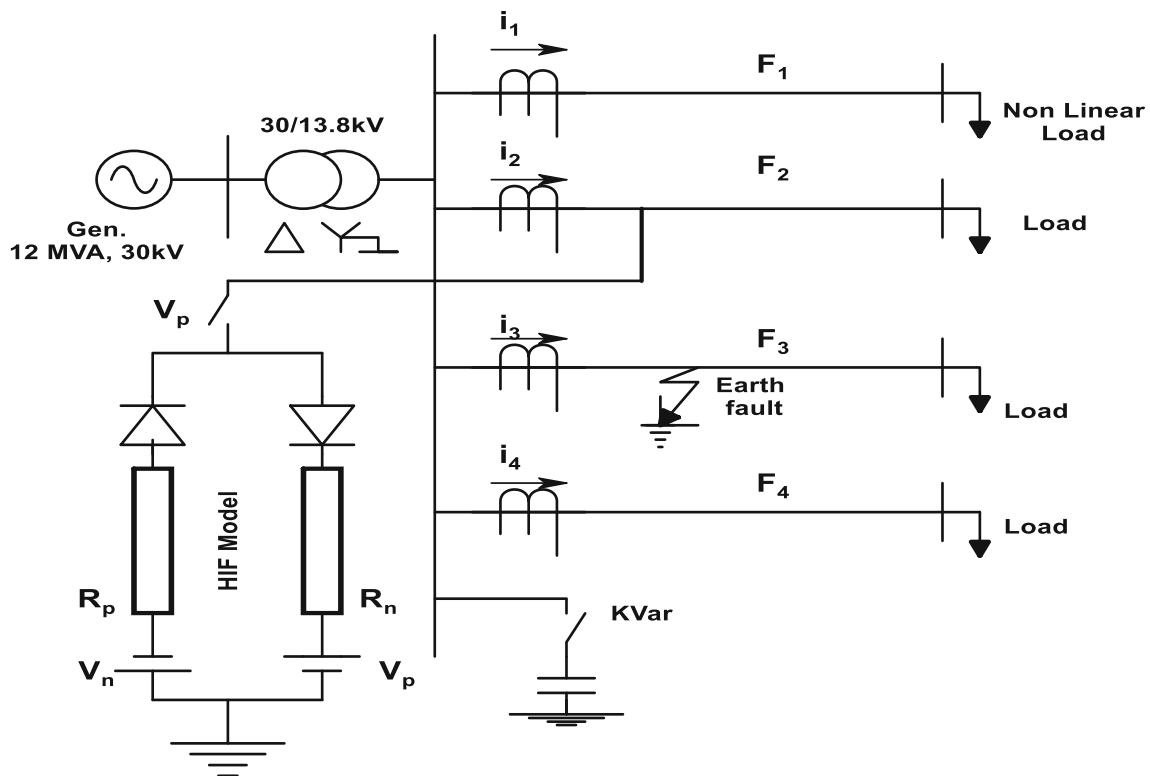 i1
F1
Non Linear
Load
30/13.8kV
i2
F2
Load
Gen.
12 MVA, 30kV
Vp
i3
F3
Earth
fault
Load
i4
F4
Load
HIF Model
Rp
Rn
KVar
Vn
Vp